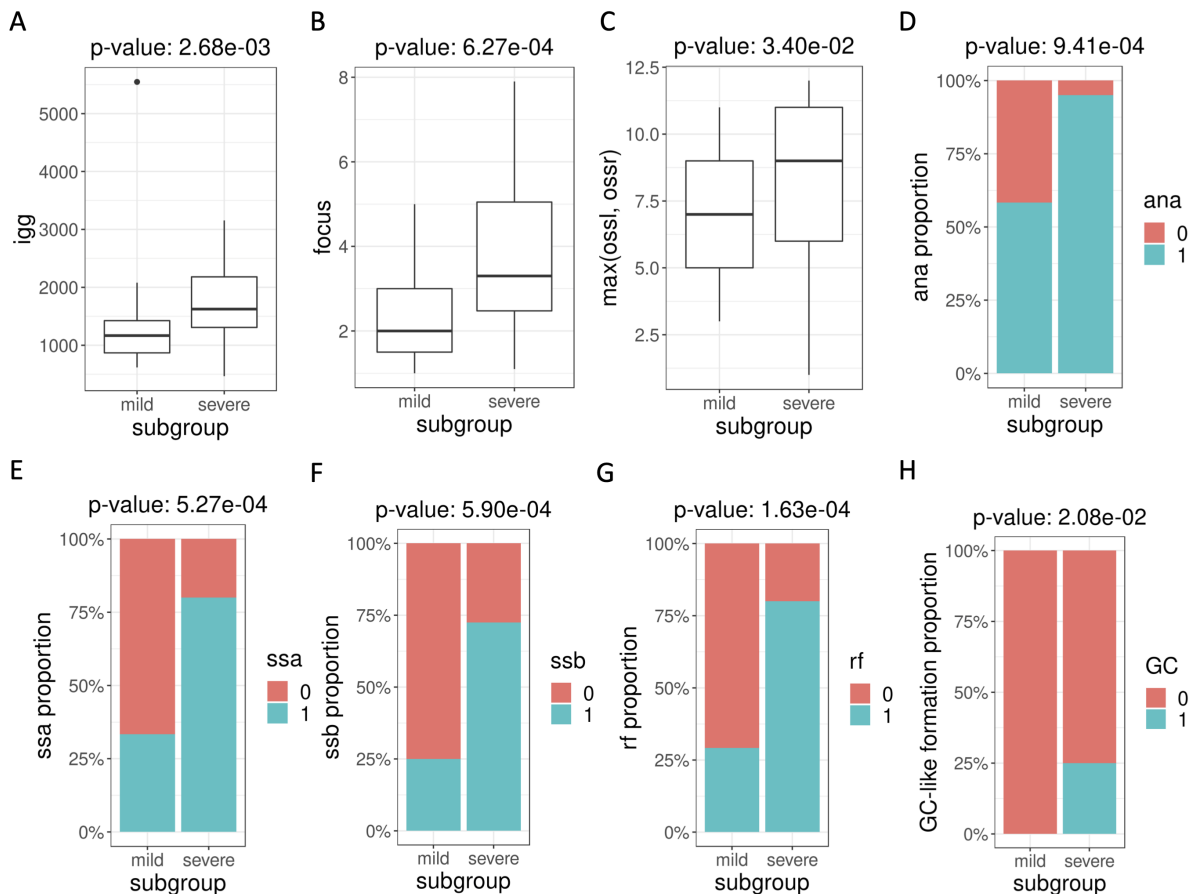 A
p-value: 2.68e-03
igg
5000
4000
3000
2000
1000
mild severe
subgroup
B
p-value: 6.27e-04
focus
8
6
4
2
mild severe
subgroup
C
p-value: 3.40e-02
max(ossl, ossr)
12.5
10.0
7.5
5.0
2.5
mild severe
subgroup
D
p-value: 9.41e-04
ana proportion
100%
75%
50%
25%
0%
mild severe
subgroup
ana
0
1
E
p-value: 5.27e-04
ssa proportion
100%
75%
50%
25%
0%
mild severe
subgroup
ssa
0
1
F
p-value: 5.90e-04
ssb proportion
100%
75%
50%
25%
0%
mild severe
subgroup
ssb
0
1
G
p-value: 1.63e-04
rf proportion
100%
75%
50%
25%
0%
mild severe
subgroup
rf
0
1
H
p-value: 2.08e-02
GC-like formation proportion
100%
75%
50%
25%
0%
mild severe
subgroup
GC
0
1